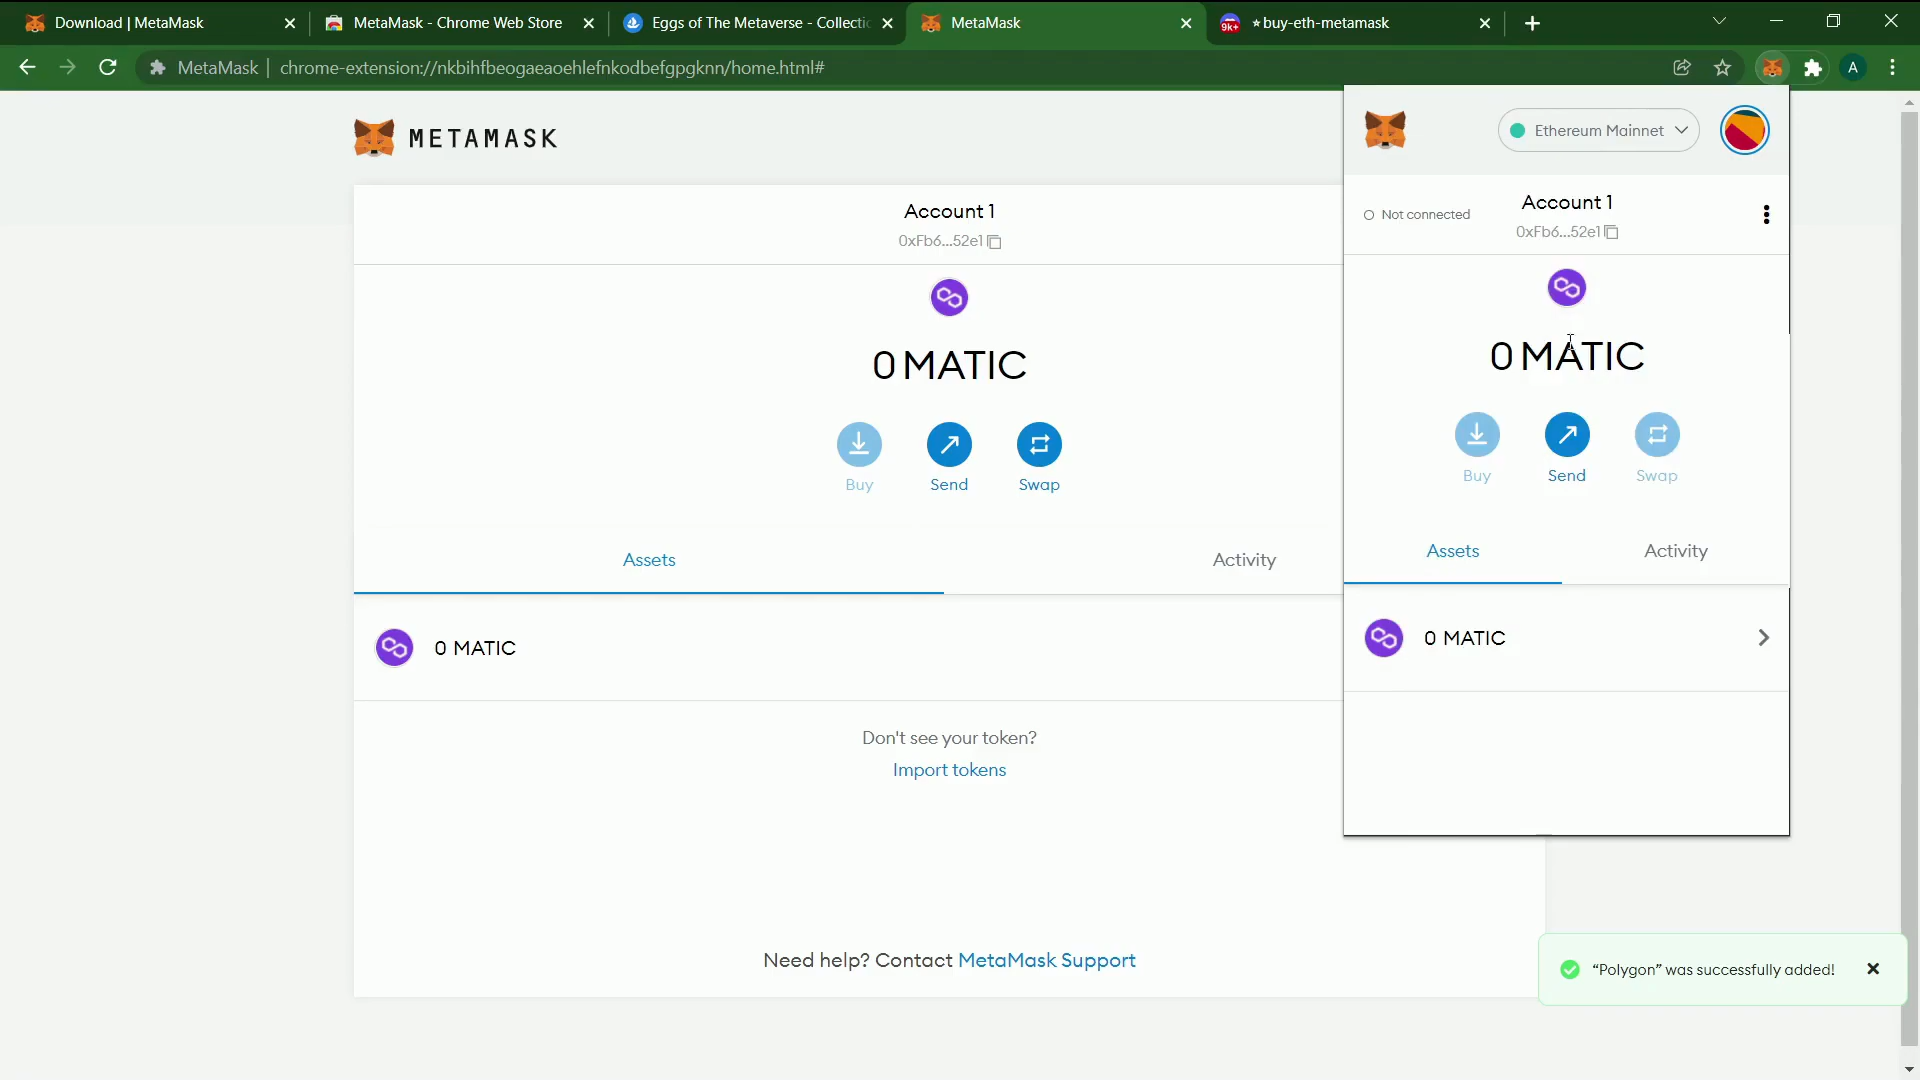 Download | MetaMask
MetaMask - Chrome Web Store
Eggs of The Metaverse - Collectio
MetaMask
9k+
⭑buy-eth-metamask
MetaMask | chrome-extension://nkbihfbeogaeaoehlefnkodbefgpgknn/home.html#
A
METAMASK
Account 1
0xFb6...52e1
0 MATIC
Buy
Send
Swap
Assets
Activity
0 MATIC
Don't see your token?
Import tokens
Need help? Contact MetaMask Support
Ethereum Mainnet
Not connected
Account 1
0xFb6...52e1
0 MATIC
Buy
Send
Swap
Assets
Activity
0 MATIC
“Polygon” was successfully added!